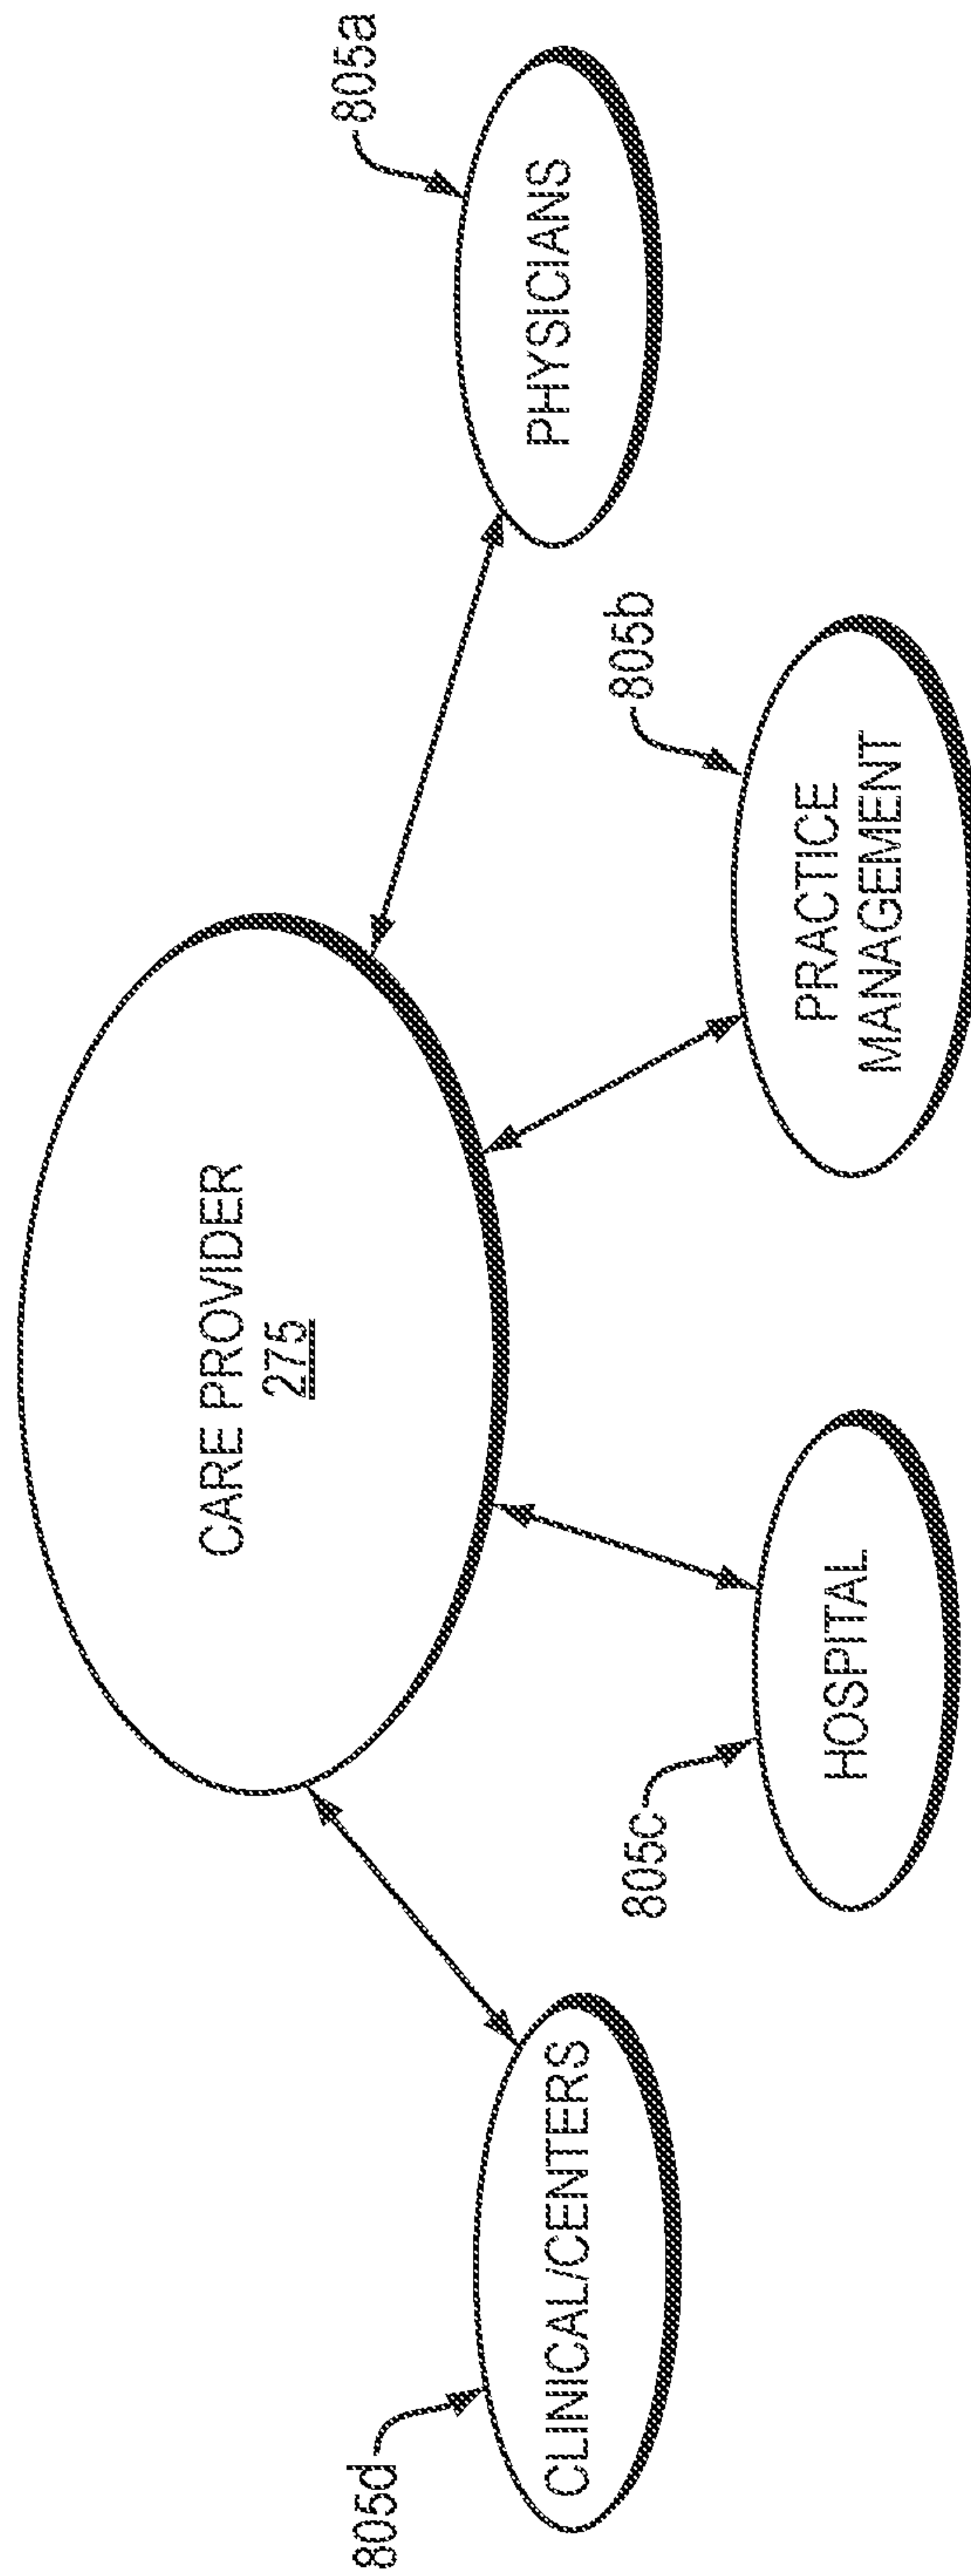 CARE PROVIDER
275
805d
CLINICAL/CENTERS
805c
HOSPITAL
805b
PRACTICE
MANAGEMENT
805a
PHYSICIANS